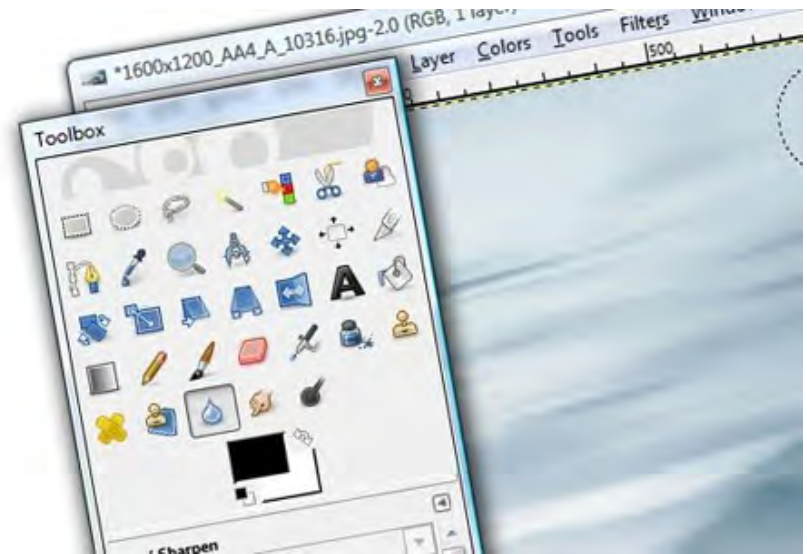 *1600x1200_AA4_A_10316.jpg-2.0 (RGB, 1 layer)
Layer Colors Tools Filters
500
Toolbox
Sharpen